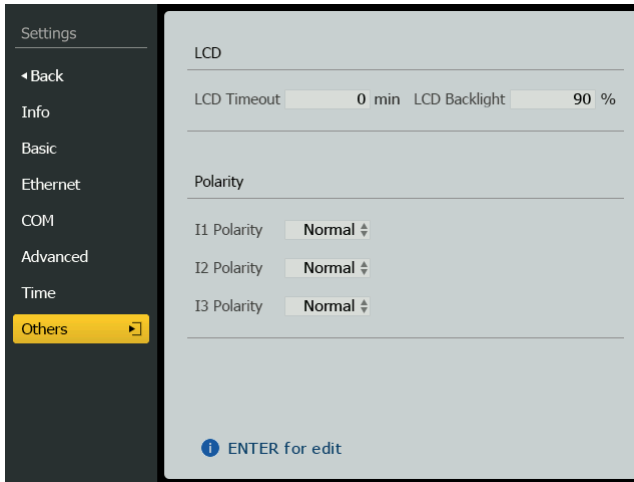 Settings
Back
Info
Basic
Ethernet
COM
Advanced
Time
Others
LCD
LCD Timeout 0 min LCD Backlight 90 %
Polarity
I1 Polarity Normal
I2 Polarity Normal
I3 Polarity Normal
ENTER for edit